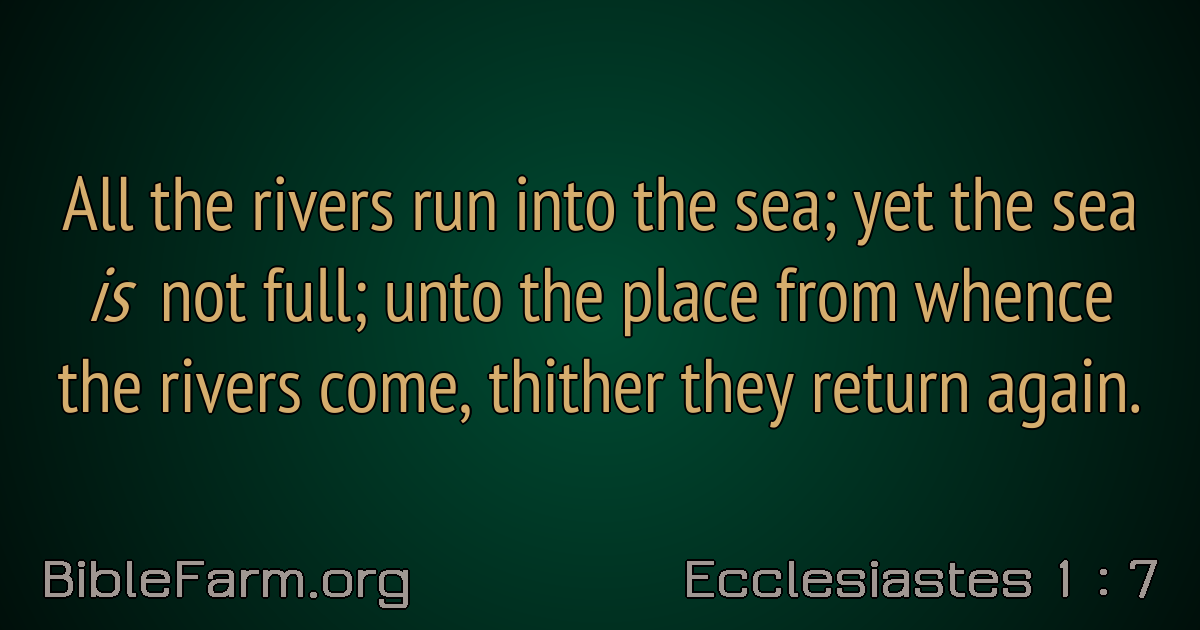 All the rivers run into the sea; yet the sea
is not full; unto the place from whence
the rivers come, thither they return again.
BibleFarm.org
Ecclesiastes 1 : 7